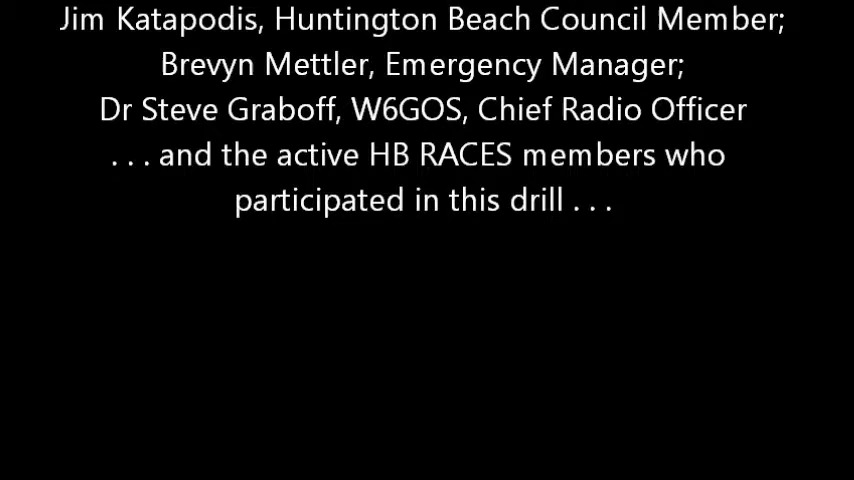 Jim Katapodis, Huntington Beach Council Member;
Brevyn Mettler, Emergency Manager;
Dr Steve Graboff, W6GOS, Chief Radio Officer
. . . and the active HB RACES members who
participated in this drill . . .